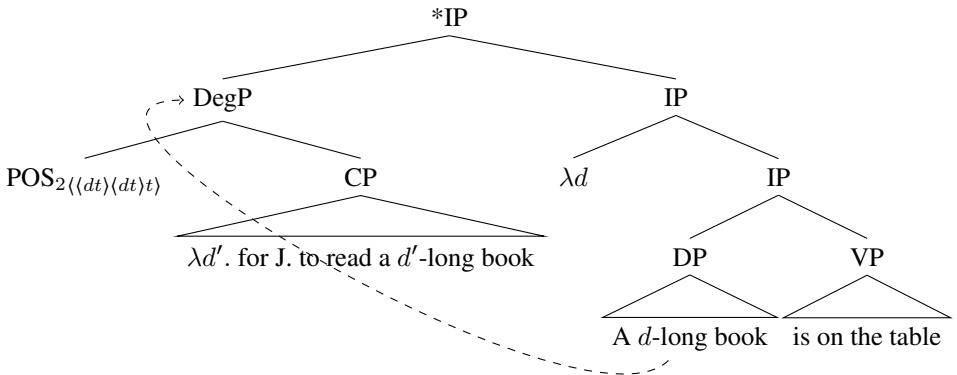 *IP
DegP IP
POS₂⟨⟨dt⟩⟨dt⟩t⟩ CP λd IP
λd′. for J. to read a d′-long book DP VP
A d-long book is on the table